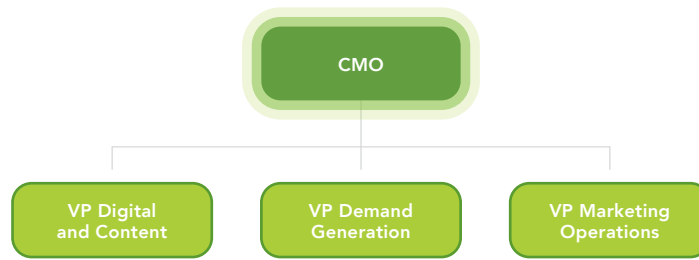 CMO
VP Digital
and Content
VP Demand
Generation
VP Marketing
Operations